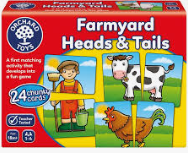 ORCHARD
TOYS
Farmyard
Heads & Tails
A first matching
activity that
develops into
a fun game
24 chunky
cards!